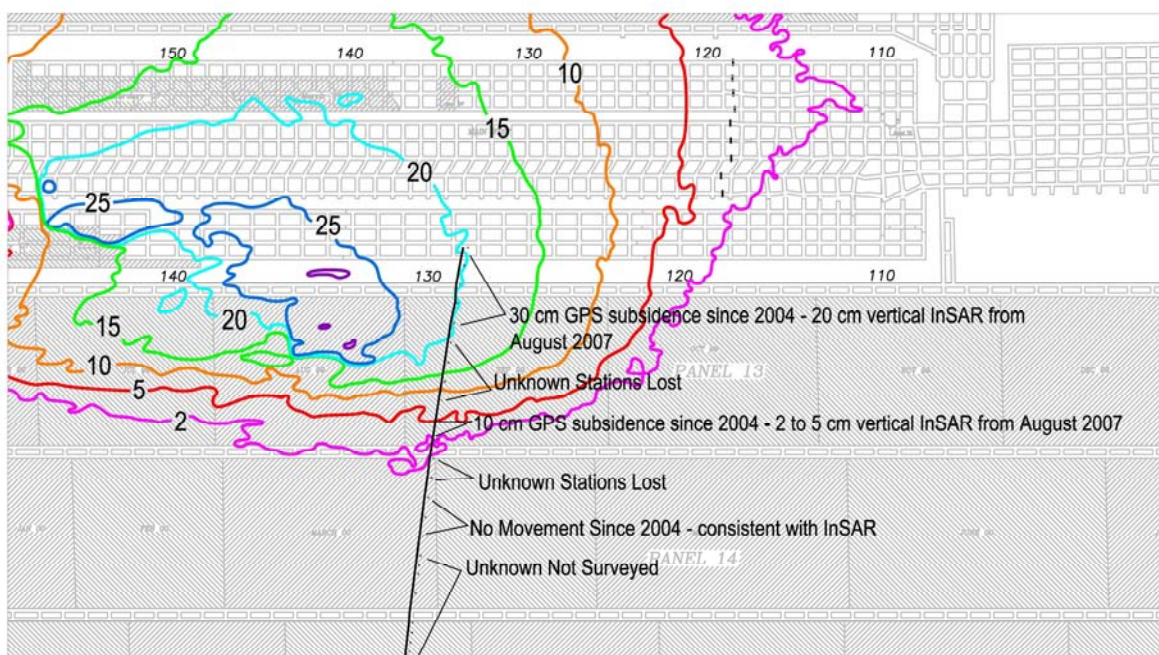 150
140
130
120
110
10
15
20
25
25
140
130
120
110
20
15
10
5
2
30 cm GPS subsidence since 2004 - 20 cm vertical InSAR from
August 2007
PANEL 13
Unknown Stations Lost
10 cm GPS subsidence since 2004 - 2 to 5 cm vertical InSAR from August 2007
Unknown Stations Lost
No Movement Since 2004 - consistent with InSAR
PANEL 14
Unknown Not Surveyed